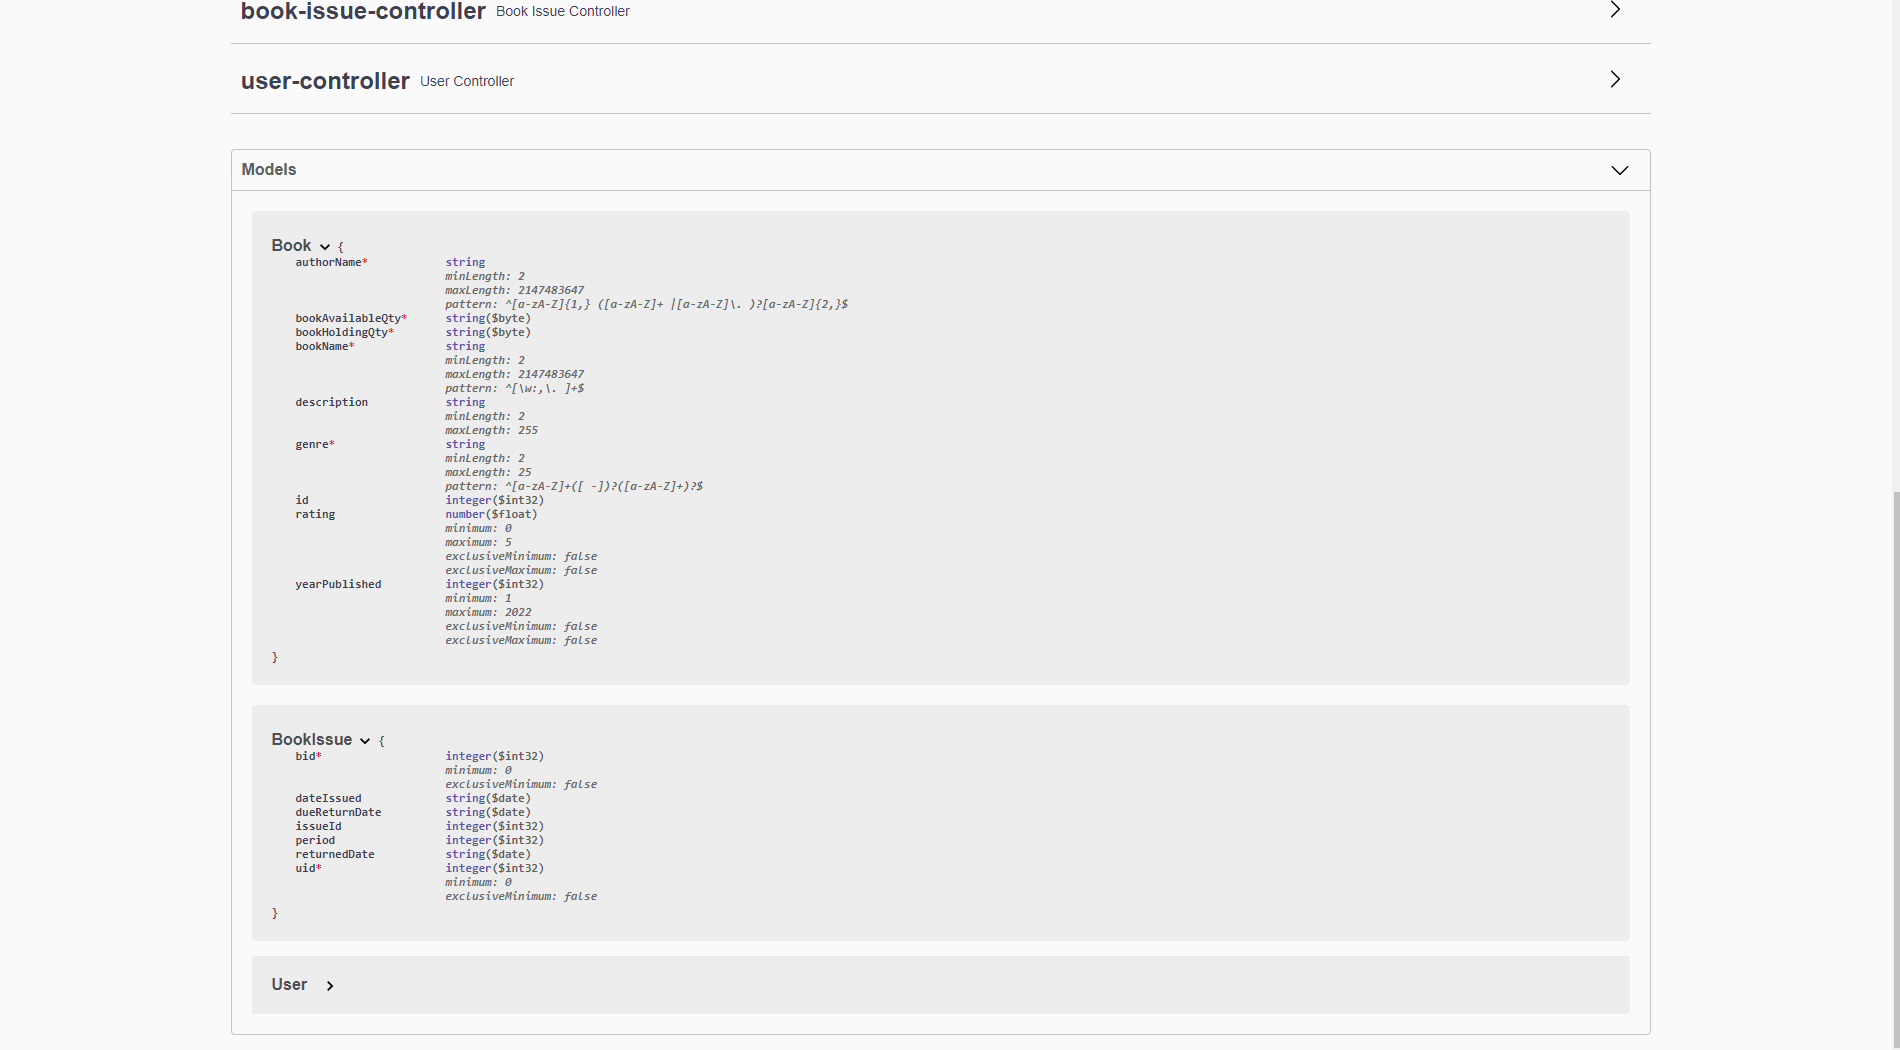 book-issue-controller Book Issue Controller
user-controller User Controller
Models
Book {
authorName* string
minLength: 2
maxLength: 2147483647
pattern: ^[a-zA-Z]{1,} ([a-zA-Z]+ |[a-zA-Z]\. )?[a-zA-Z]{2,}$
bookAvailableQty* string($byte)
bookHoldingQty* string($byte)
bookName* string
minLength: 2
maxLength: 2147483647
pattern: ^[\w:,\. ]+$
description string
minLength: 2
maxLength: 255
genre* string
minLength: 2
maxLength: 25
pattern: ^[a-zA-Z]+([ -])?([a-zA-Z]+)?$
id integer($int32)
rating number($float)
minimum: 0
maximum: 5
exclusiveMinimum: false
exclusiveMaximum: false
yearPublished integer($int32)
minimum: 1
maximum: 2022
exclusiveMinimum: false
exclusiveMaximum: false
}
BookIssue {
bid* integer($int32)
minimum: 0
exclusiveMinimum: false
dateIssued string($date)
dueReturnDate string($date)
issueId integer($int32)
period integer($int32)
returnedDate string($date)
uid* integer($int32)
minimum: 0
exclusiveMinimum: false
}
User